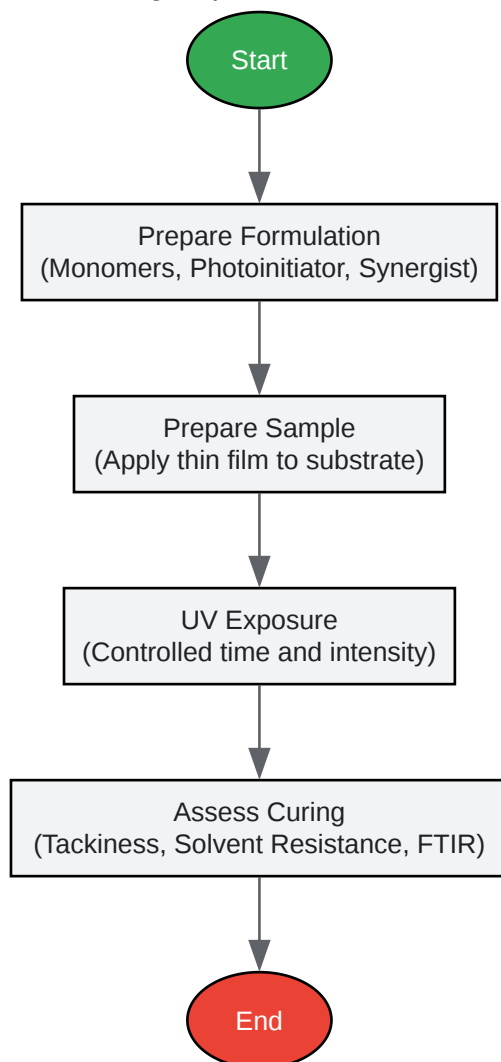 Start
Prepare Formulation
(Monomers, Photoinitiator, Synergist)
Prepare Sample
(Apply thin film to substrate)
UV Exposure
(Controlled time and intensity)
Assess Curing
(Tackiness, Solvent Resistance, FTIR)
End